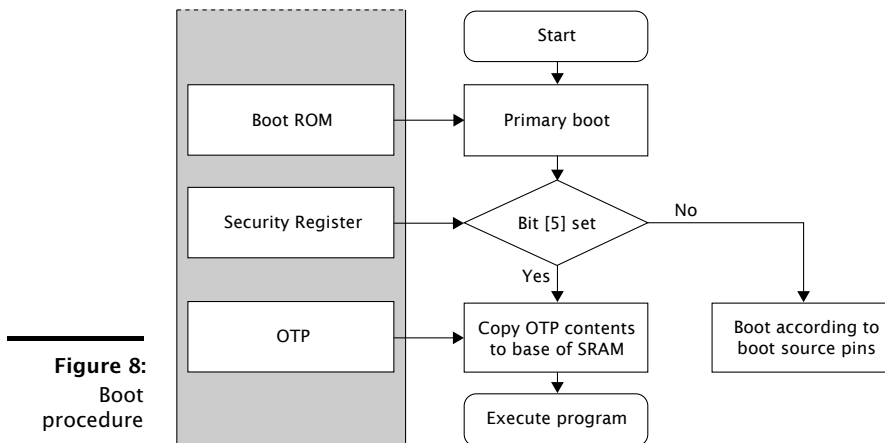 Start
Boot ROM
Primary boot
Security Register
Bit [5] set
No
Yes
OTP
Copy OTP contents
to base of SRAM
Boot according to
boot source pins
Execute program
Figure 8:
Boot
procedure